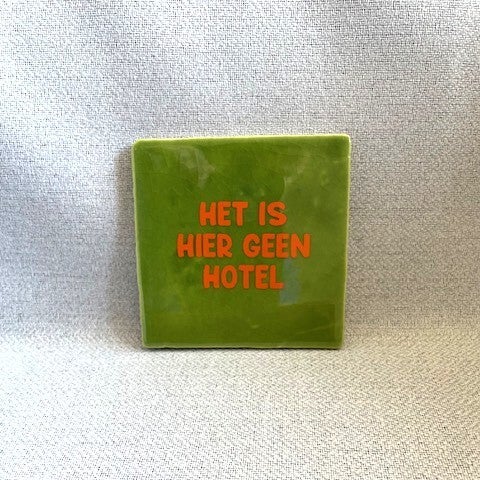 HET IS
HIER GEEN
HOTEL